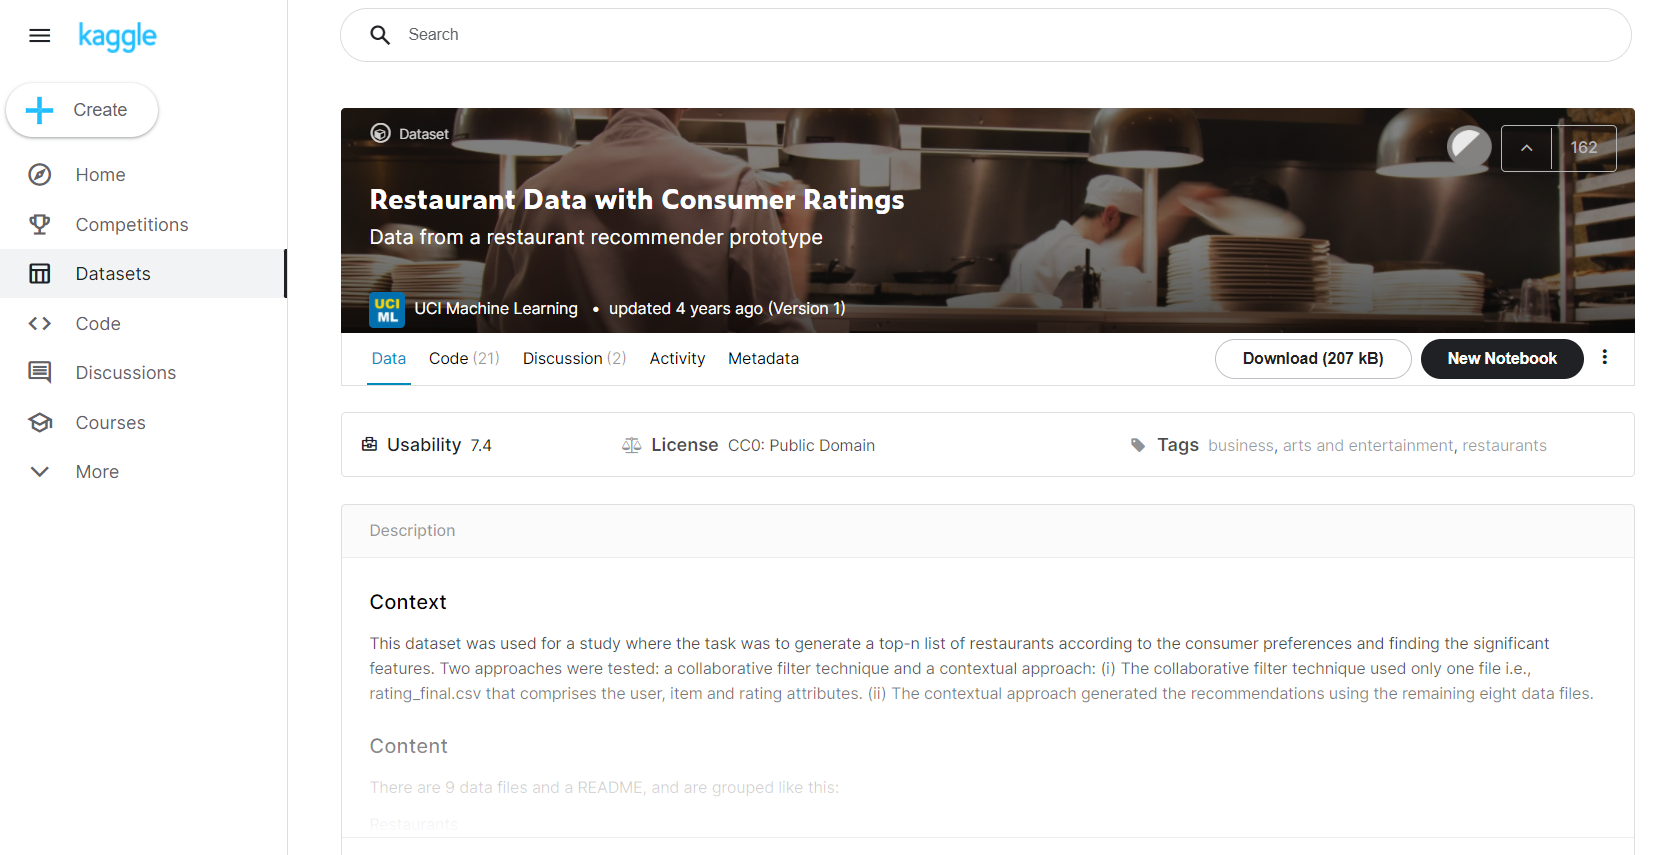 kaggle
Search
Create
Home
Competitions
Datasets
Code
Discussions
Courses
More
Dataset
162
Restaurant Data with Consumer Ratings
Data from a restaurant recommender prototype
UCI
ML
UCI Machine Learning • updated 4 years ago (Version 1)
Data Code (21) Discussion (2) Activity Metadata Download (207 kB) New Notebook
Usability 7.4 License CC0: Public Domain Tags business, arts and entertainment, restaurants
Description
Context
This dataset was used for a study where the task was to generate a top-n list of restaurants according to the consumer preferences and finding the significant
features. Two approaches were tested: a collaborative filter technique and a contextual approach: (i) The collaborative filter technique used only one file i.e.,
rating_final.csv that comprises the user, item and rating attributes. (ii) The contextual approach generated the recommendations using the remaining eight data files.
Content
There are 9 data files and a README, and are grouped like this:
Restaurants